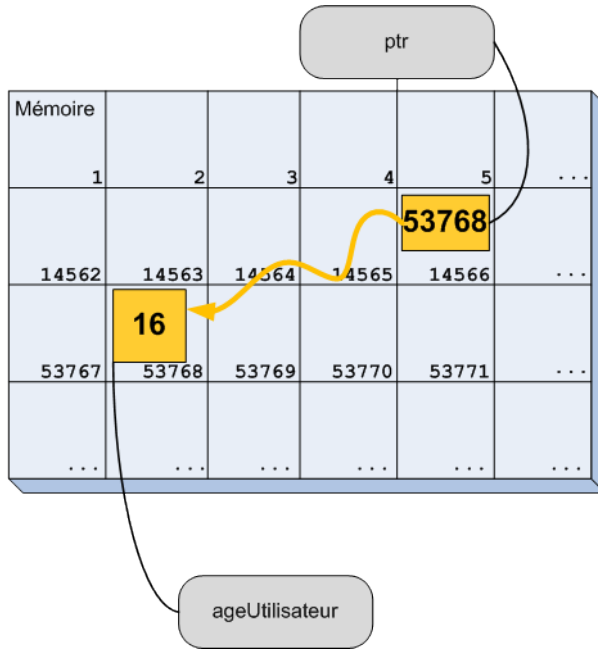 ptr
Mémoire
1 2 3 4 5 ...
53768
14562 14563 14564 14565 14566 ...
16
53767 53768 53769 53770 53771 ...
... ... ... ... ... ...
ageUtilisateur